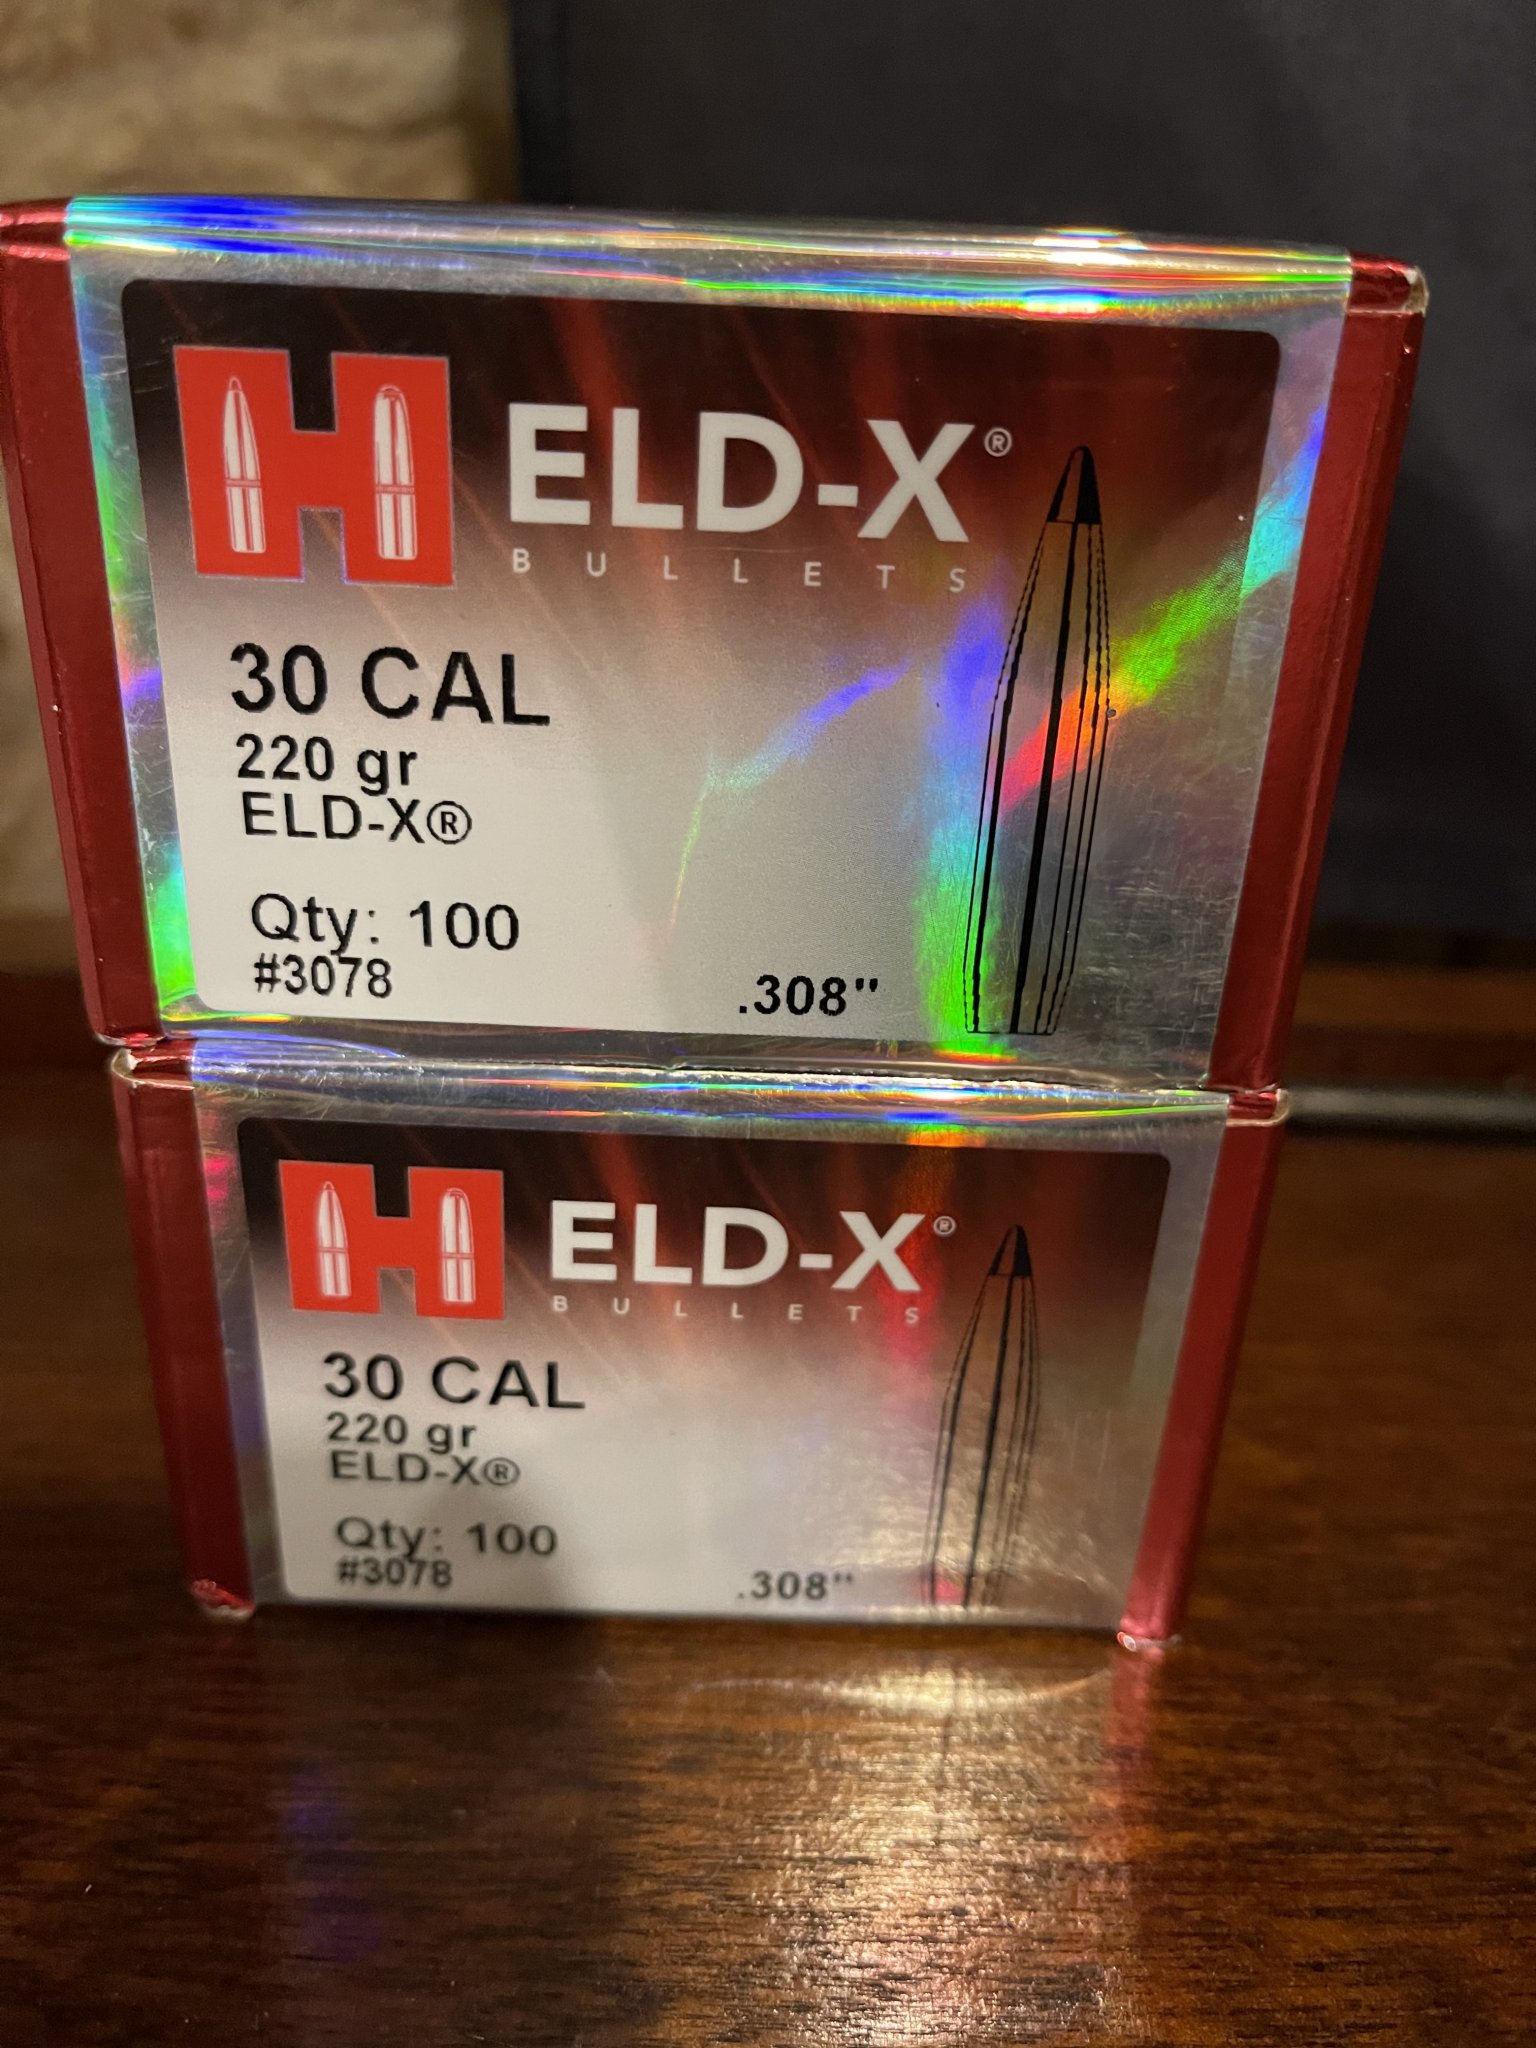 ELD-X®
BULLETS
30 CAL
220 gr
ELD-X®
Qty: 100
#3078
.308"
ELD-X®
BULLETS
30 CAL
220 gr
ELD-X®
Qty: 100
#3078
.308"